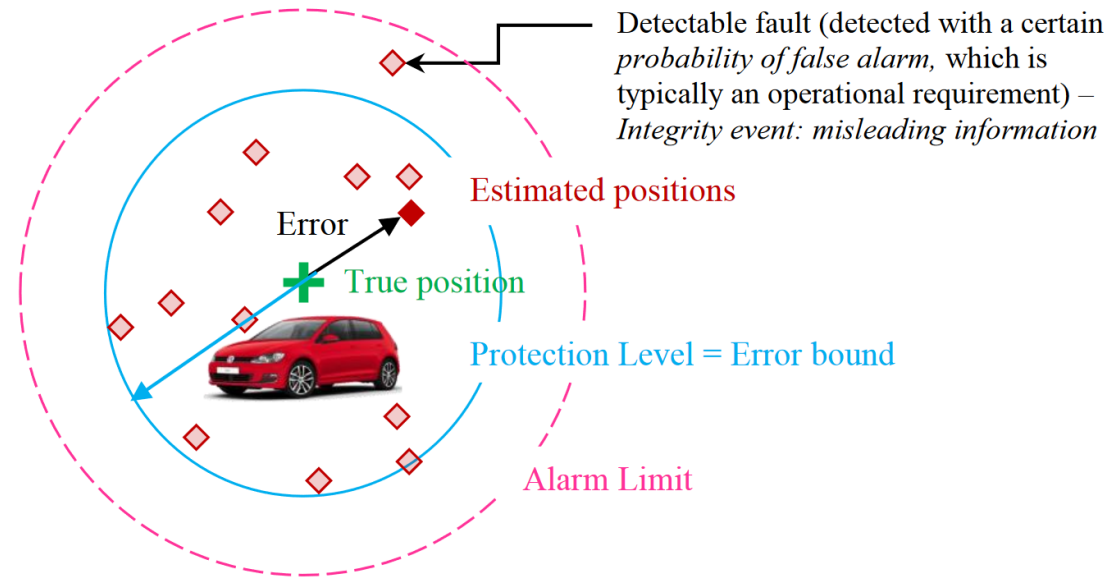 Detectable fault (detected with a certain
probability of false alarm, which is
typically an operational requirement) –
Integrity event: misleading information
Estimated positions
Error
True position
Protection Level = Error bound
Alarm Limit